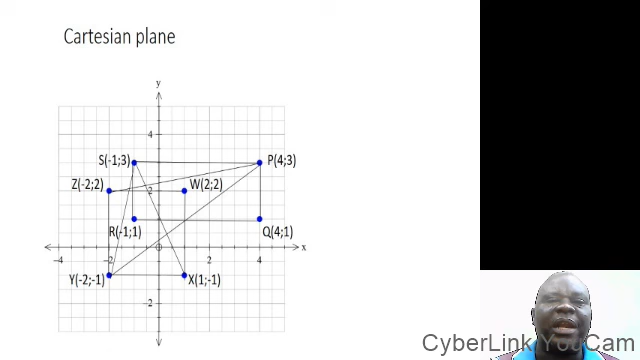 Cartesian plane
y
4
S(-1;3)
P(4;3)
Z(-2;2)
2
W(2;2)
R(-1;1)
Q(4;1)
-4
-2
0
2
4
x
Y(-2;-1)
X(1;-1)
-2
CyberLink YouCam